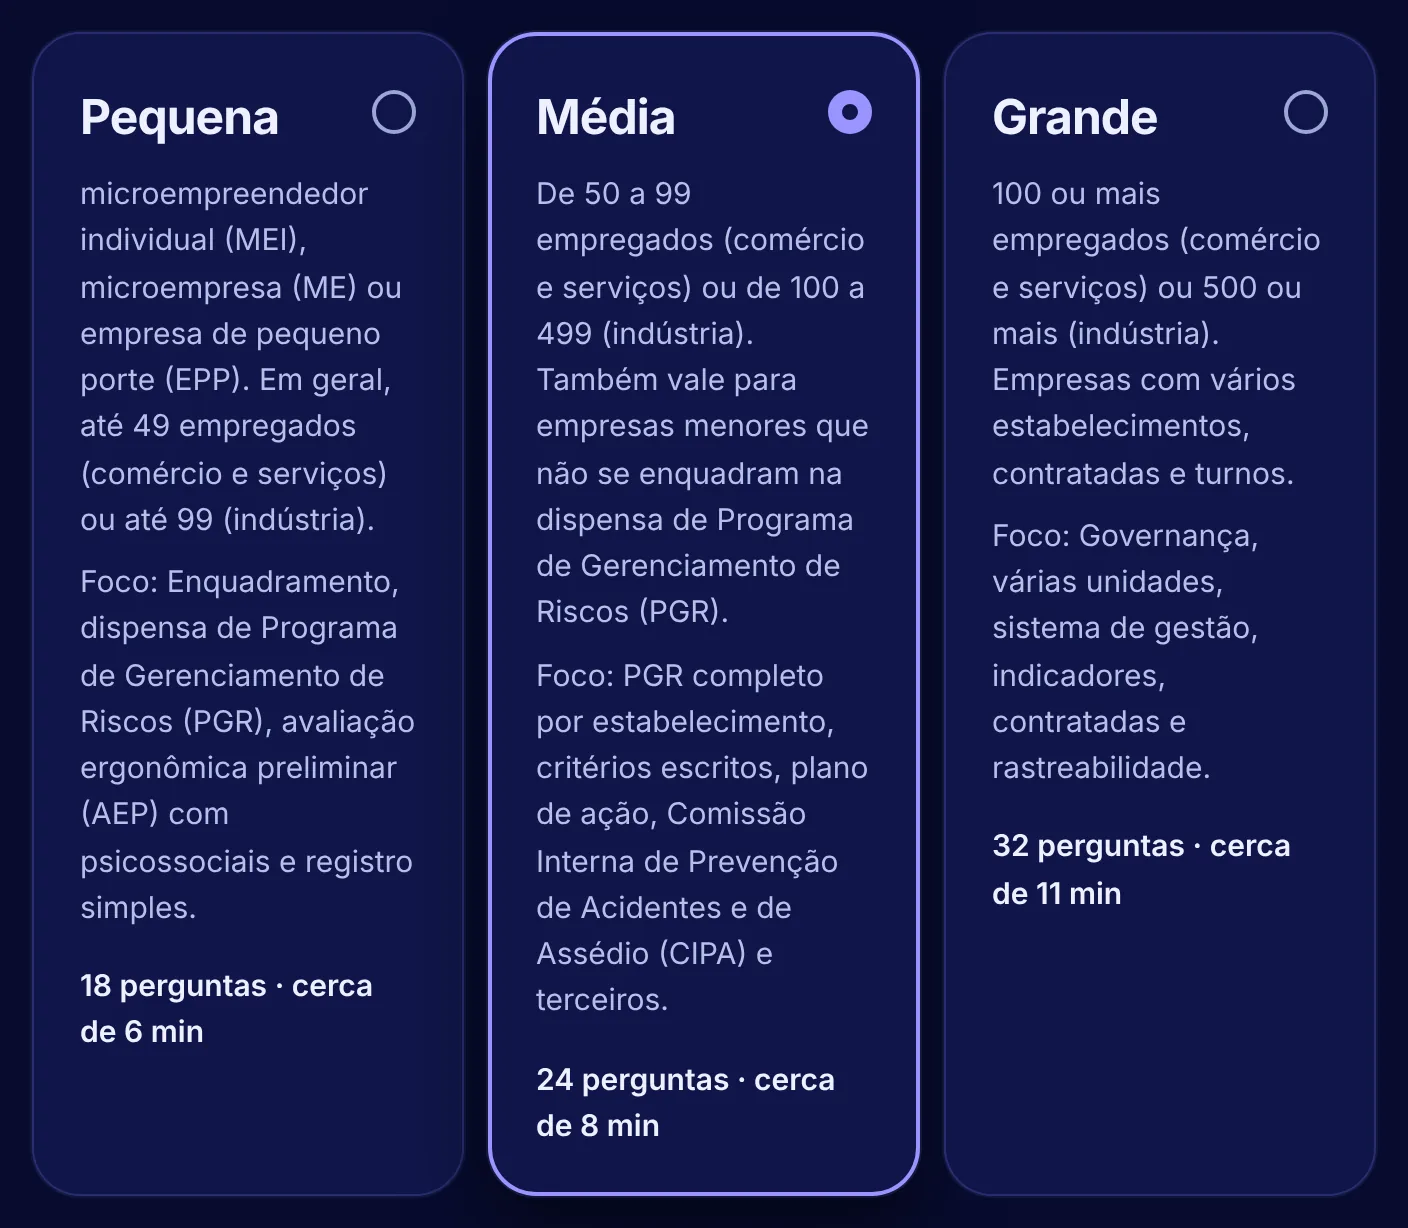 Pequena
microempreendedor
individual (MEI),
microempresa (ME) ou
empresa de pequeno
porte (EPP). Em geral,
até 49 empregados
(comércio e serviços)
ou até 99 (indústria).
Foco: Enquadramento,
dispensa de Programa
de Gerenciamento de
Riscos (PGR), avaliação
ergonômica preliminar
(AEP) com
psicossociais e registro
simples.
18 perguntas · cerca
de 6 min
Média
De 50 a 99
empregados (comércio
e serviços) ou de 100 a
499 (indústria).
Também vale para
empresas menores que
não se enquadram na
dispensa de Programa
de Gerenciamento de
Riscos (PGR).
Foco: PGR completo
por estabelecimento,
critérios escritos, plano
de ação, Comissão
Interna de Prevenção
de Acidentes e de
Assédio (CIPA) e
terceiros.
24 perguntas · cerca
de 8 min
Grande
100 ou mais
empregados (comércio
e serviços) ou 500 ou
mais (indústria).
Empresas com vários
estabelecimentos,
contratadas e turnos.
Foco: Governança,
várias unidades,
sistema de gestão,
indicadores,
contratadas e
rastreabilidade.
32 perguntas · cerca
de 11 min